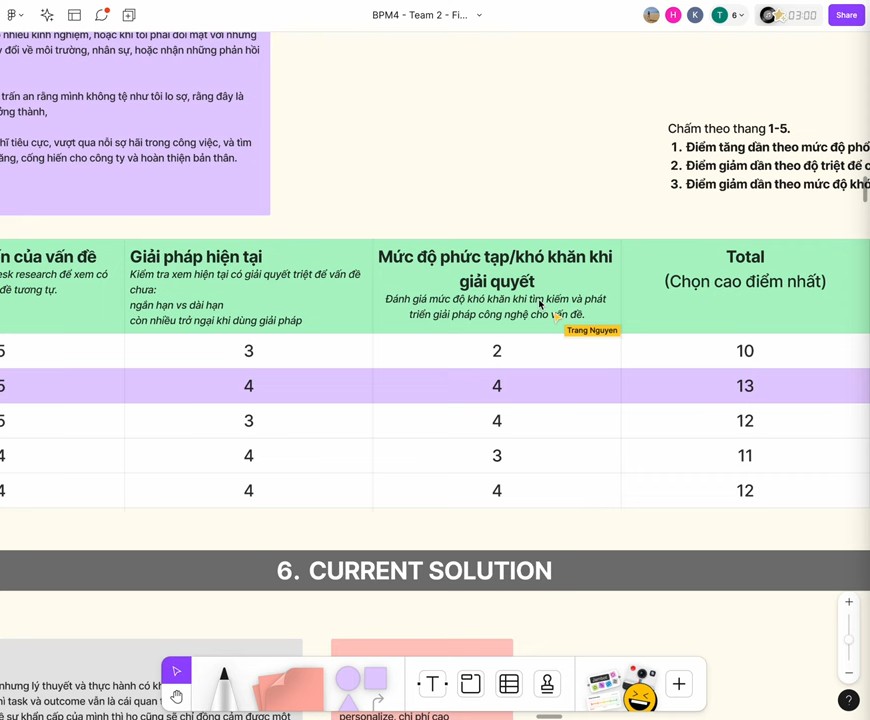 BPM4 - Team 2 - Fi...
H
K
T
6
03:00
Share
nhiều kinh nghiệm, hoặc khi tôi phải đối mặt với những
đổi về môi trường, nhân sự, hoặc nhận những phản hồi
trấn an rằng mình không tệ như tôi lo sợ, rằng đây là
thành,
tiêu cực, vượt qua nỗi sợ hãi trong công việc, và tìm
cống hiến cho công ty và hoàn thiện bản thân.
Chấm theo thang 1-5.
1. Điểm tăng dần theo mức độ phổ
2. Điểm giảm dần theo độ triệt để
3. Điểm giảm dần theo mức độ khó
của vấn đề
desk research để xem có
đề tương tự.
Giải pháp hiện tại
Kiểm tra xem hiện tại có giải quyết triệt để vấn đề
chưa:
ngắn hạn vs dài hạn
còn nhiều trở ngại khi dùng giải pháp
Mức độ phức tạp/khó khăn khi
giải quyết
Đánh giá mức độ khó khăn khi tìm kiếm và phát
triển giải pháp công nghệ cho vấn đề.
Trang Nguyen
Total
(Chọn cao điểm nhất)
5 3 2 10
5 4 4 13
5 3 4 12
4 4 3 11
4 4 4 12
6. CURRENT SOLUTION
nhưng lý thuyết và thực hành có
task và outcome vẫn là cái quan
sự khẩn cấp của mình thì họ cũng sẽ chỉ đồng cảm được một
personalize, chi phí cao
T
?